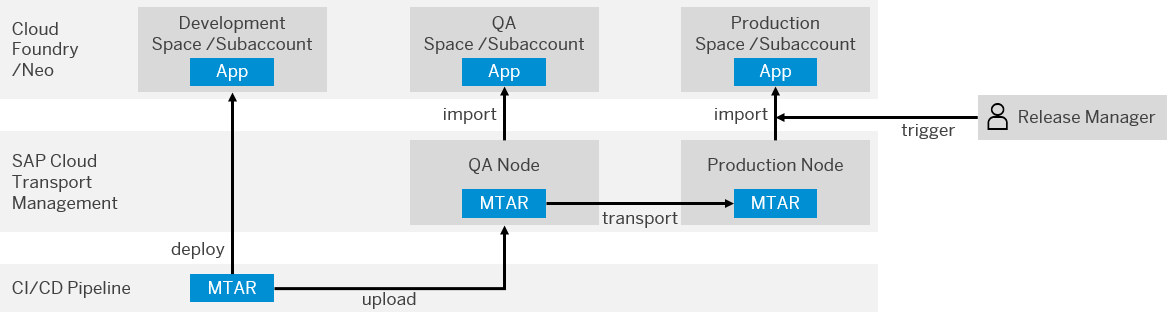 Cloud
Foundry
/Neo
Development
Space /Subaccount
App
QA
Space /Subaccount
App
Production
Space /Subaccount
App
import
import
trigger
Release Manager
SAP Cloud
Transport
Management
QA Node
MTAR
transport
Production Node
MTAR
deploy
CI/CD Pipeline
MTAR
upload